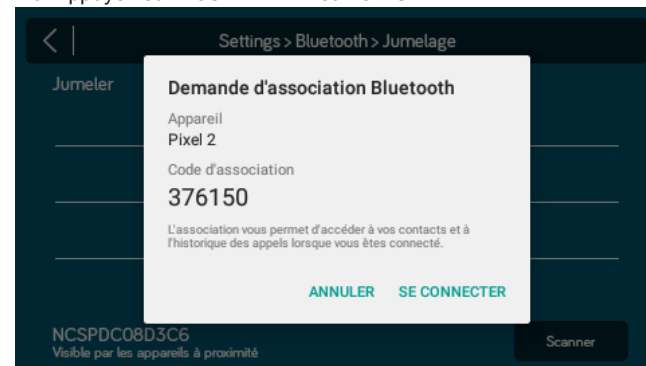 Settings > Bluetooth > Jumelage
Jumeler
Demande d'association Bluetooth
Appareil
Pixel 2
Code d'association
376150
L'association vous permet d'accéder à vos contacts et à
l'historique des appels lorsque vous êtes connecté.
ANNULER SE CONNECTER
NCSPDC08D3C6
Visible par les appareils à proximité
Scanner